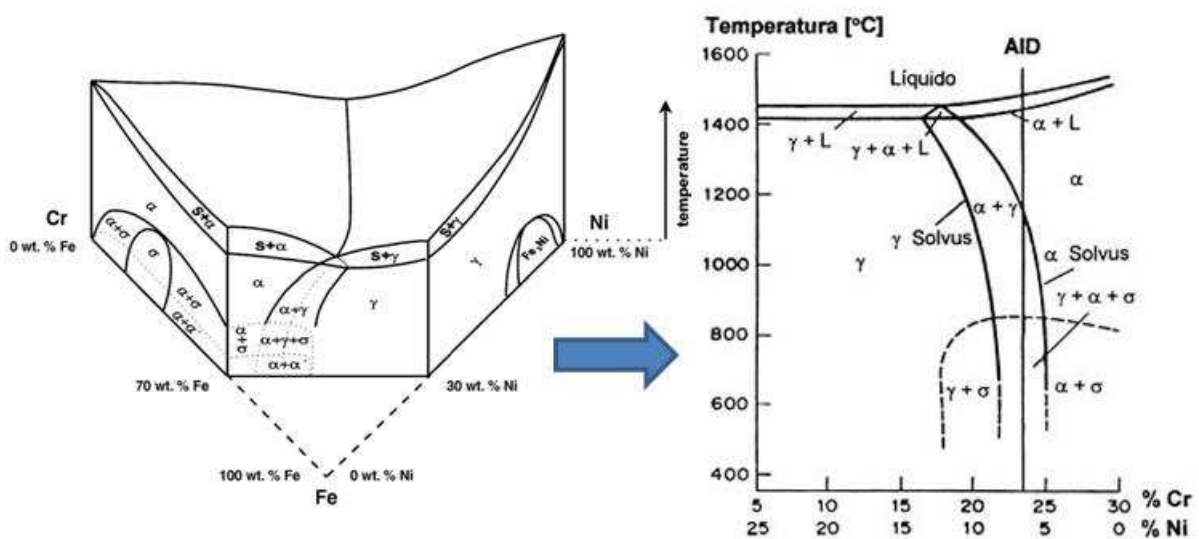 Cr
0 wt. % Fe
α
S+α
α+σ
σ
α+σ
α+α
S+α
α
α+γ
α+α
α+γ+σ
α+α
S+γ
γ
S+γ
γ
Fe₃Ni
Ni
100 wt. % Ni
temperature
70 wt. % Fe
30 wt. % Ni
100 wt. % Fe
0 wt. % Ni
Fe
Temperatura [°C]
AID
1600
1400
1200
1000
800
600
400
Líquido
γ + L
γ + α + L
α + L
α
α + γ
γ Solvus
γ
α Solvus
γ + α + σ
γ + σ
α + σ
5 10 15 20 25 30 % Cr
25 20 15 10 5 0 % Ni